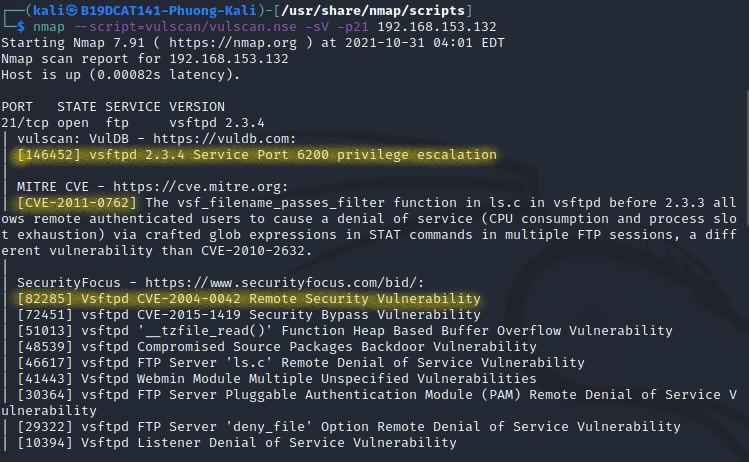 ┌──(kali㉿B19DCAT141-Phuong-Kali)-[/usr/share/nmap/scripts]
└─$ nmap --script=vulscan/vulscan.nse -sV -p21 192.168.153.132
Starting Nmap 7.91 ( https://nmap.org ) at 2021-10-31 04:01 EDT
Nmap scan report for 192.168.153.132
Host is up (0.00082s latency).

PORT   STATE SERVICE VERSION
21/tcp open  ftp     vsftpd 2.3.4
| vulscan: VulDB - https://vuldb.com:
| [146452] vsftpd 2.3.4 Service Port 6200 privilege escalation
|
| MITRE CVE - https://cve.mitre.org:
| [CVE-2011-0762] The vsf_filename_passes_filter function in ls.c in vsftpd before 2.3.3 all
ows remote authenticated users to cause a denial of service (CPU consumption and process slo
t exhaustion) via crafted glob expressions in STAT commands in multiple FTP sessions, a diff
erent vulnerability than CVE-2010-2632.
|
| SecurityFocus - https://www.securityfocus.com/bid/:
| [82285] Vsftpd CVE-2004-0042 Remote Security Vulnerability
| [72451] vsftpd CVE-2015-1419 Security Bypass Vulnerability
| [51013] vsftpd '__tzfile_read()' Function Heap Based Buffer Overflow Vulnerability
| [48539] vsftpd Compromised Source Packages Backdoor Vulnerability
| [46617] vsftpd FTP Server 'ls.c' Remote Denial of Service Vulnerability
| [41443] Vsftpd Webmin Module Multiple Unspecified Vulnerabilities
| [30364] vsftpd FTP Server Pluggable Authentication Module (PAM) Remote Denial of Service V
ulnerability
| [29322] vsftpd FTP Server 'deny_file' Option Remote Denial of Service Vulnerability
| [10394] Vsftpd Listener Denial of Service Vulnerability